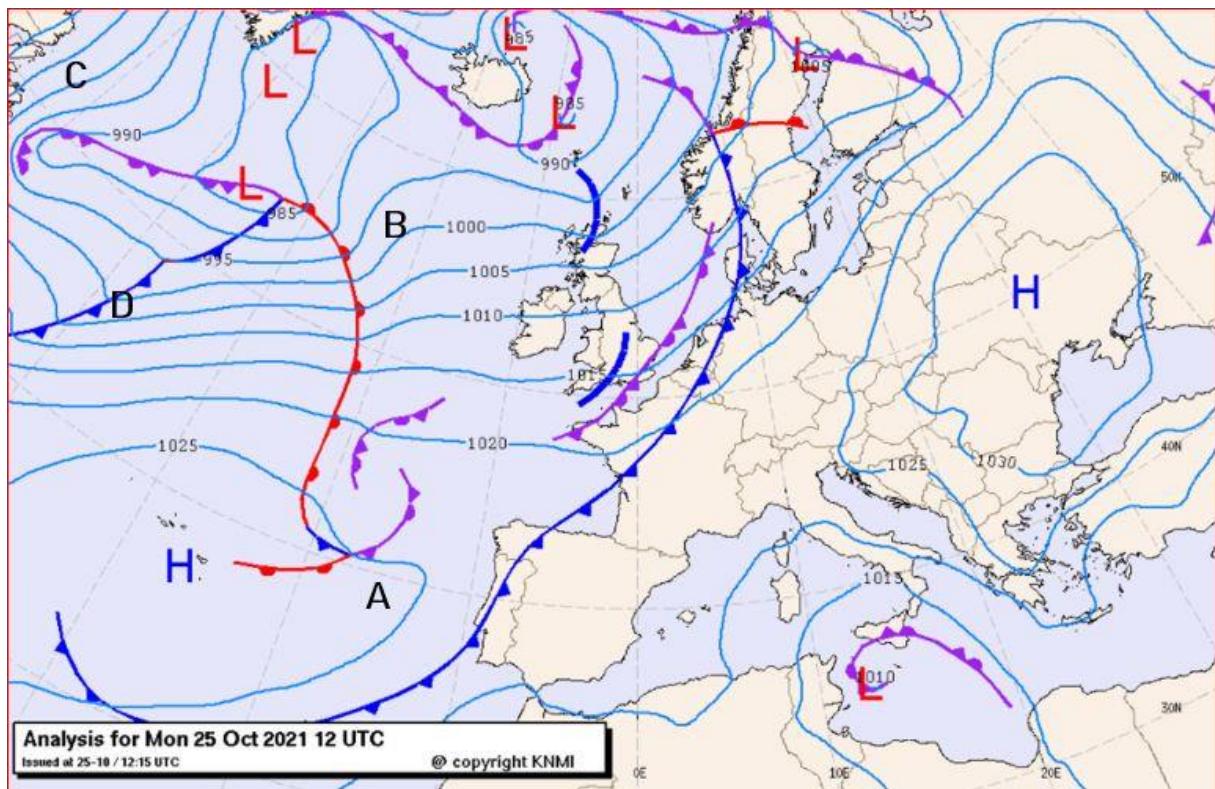 L
L
985
L
1005
C
L
985
L
990
990
50N
L
985
B
1000
995
1005
D
1010
H
1015
1020
40N
1025
1025
1030
H
A
1015
1010
L
30N
Analysis for Mon 25 Oct 2021 12 UTC
Issued at 25-10 / 12:15 UTC
@ copyright KNMI
0E
10E
20E